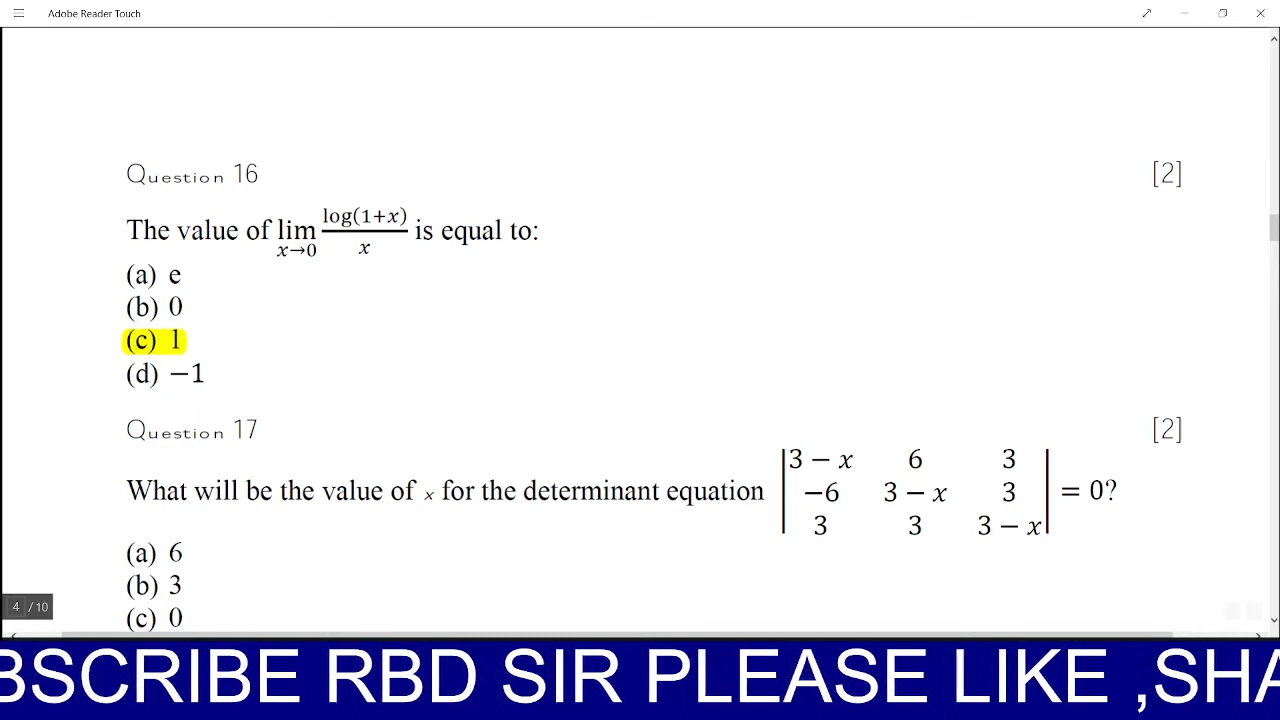 Adobe Reader Touch
Question 16 [2]
The value of lim x→0 log(1+x)/x is equal to:
(a) e
(b) 0
(c) 1
(d) −1
Question 17 [2]
What will be the value of x for the determinant equation |3 − x 6 3
−6 3 − x 3
3 3 3 − x| = 0?
(a) 6
(b) 3
(c) 0
4 / 10
BSCRIBE RBD SIR PLEASE LIKE ,SHA